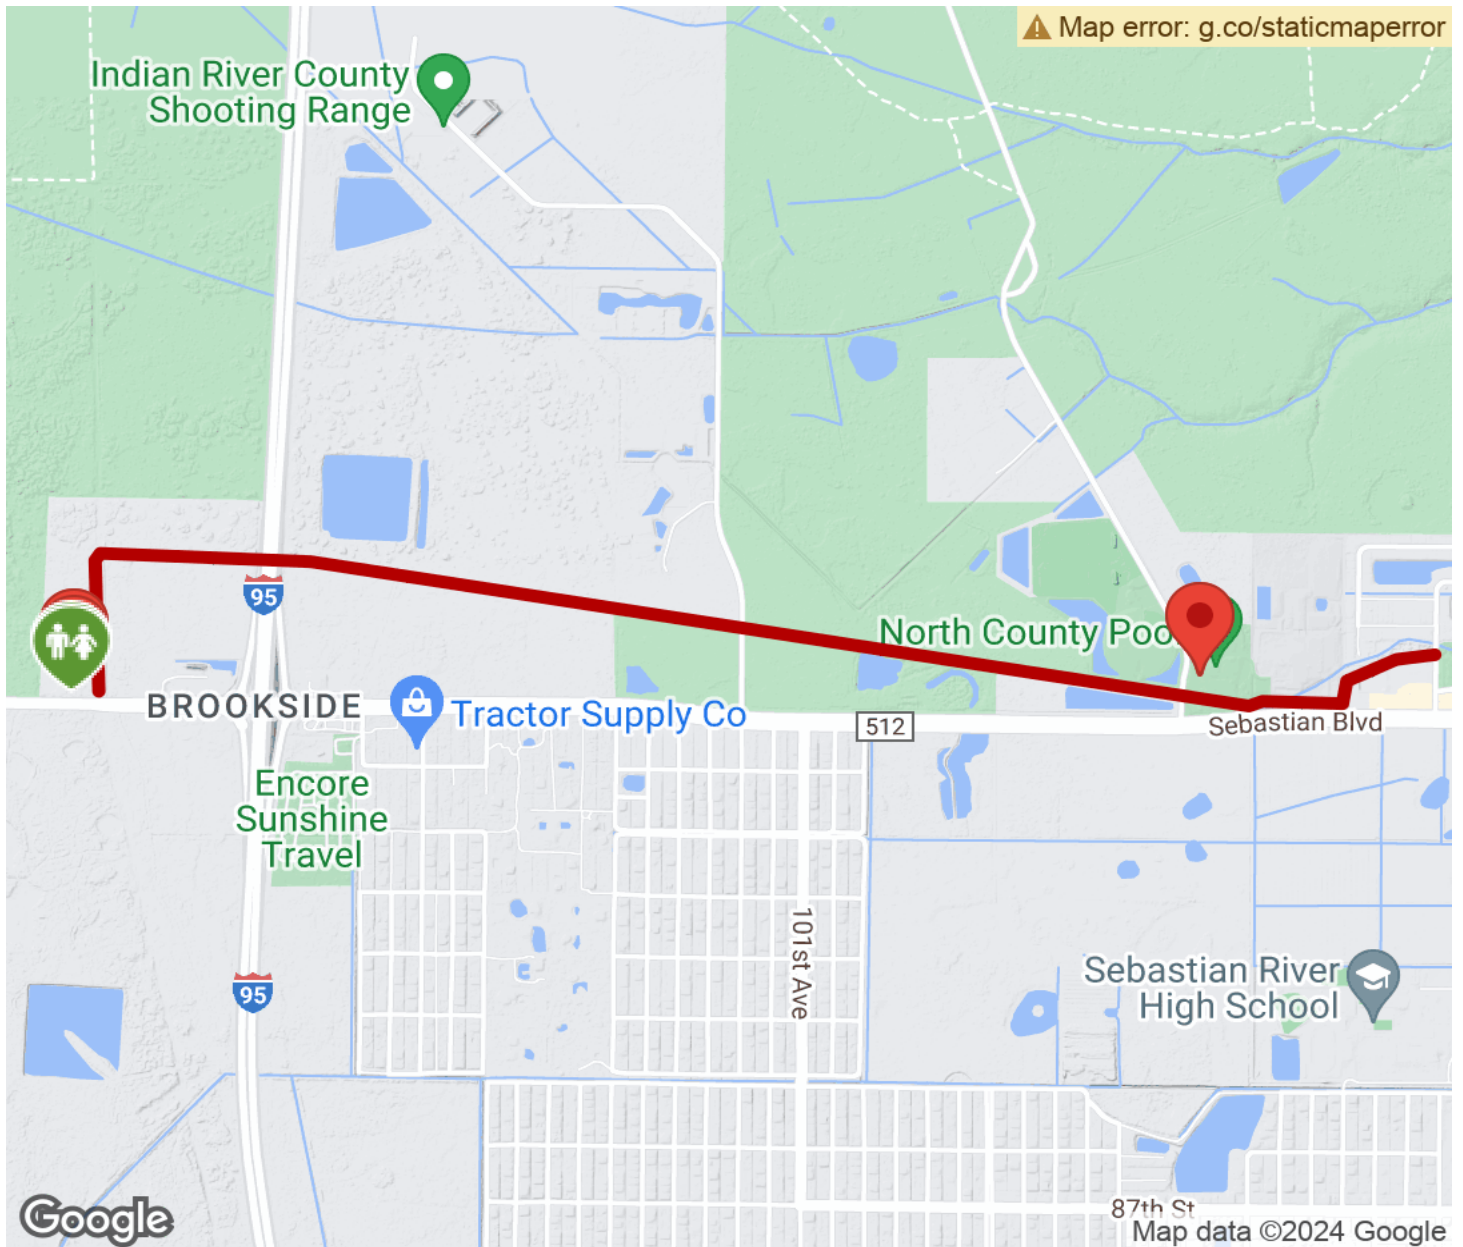 Map error: g.co/staticmaperror
Indian River County
Shooting Range
95
North County Poo
BROOKSIDE
Tractor Supply Co
512
Sebastian Blvd
Encore
Sunshine
Travel
101st Ave
Sebastian River
High School
95
87th St
Google
Map data ©2024 Google